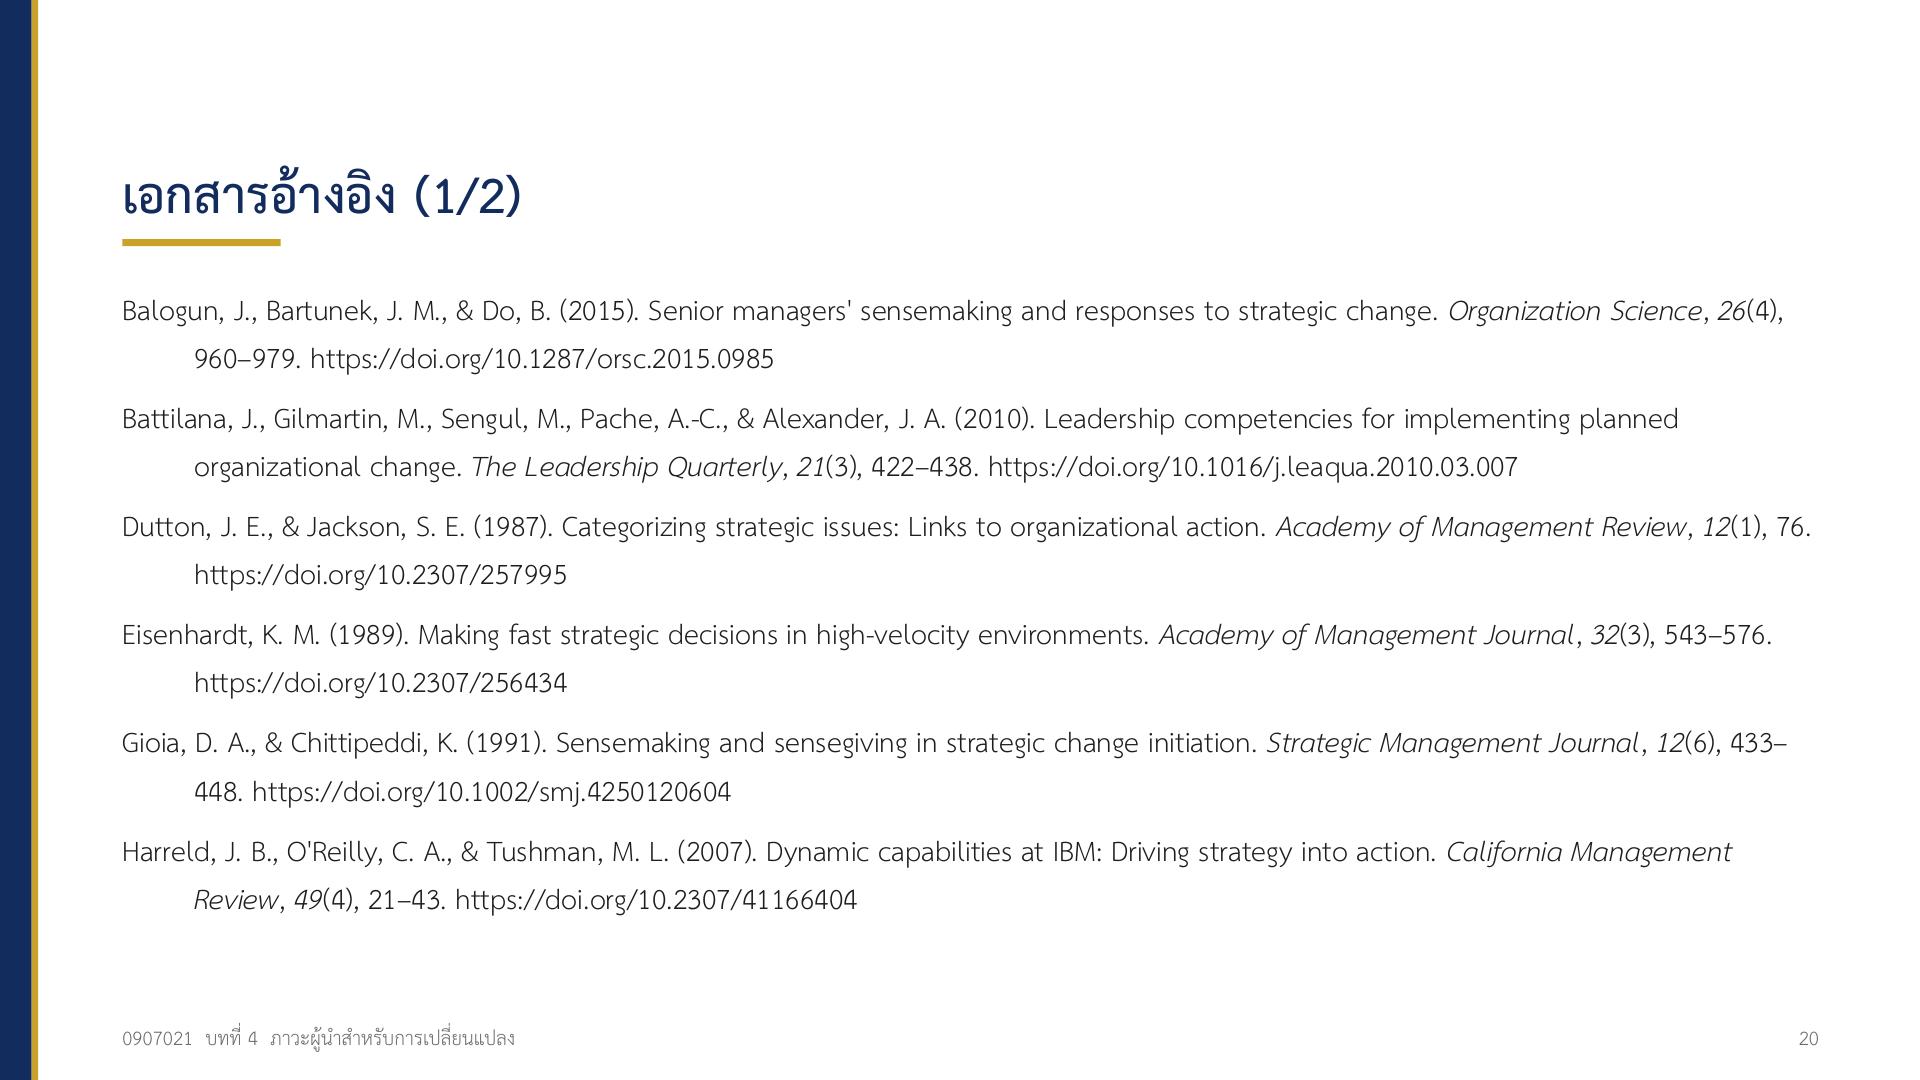 เอกสารอ้างอิง (1/2)
Balogun, J., Bartunek, J. M., & Do, B. (2015). Senior managers' sensemaking and responses to strategic change. Organization Science, 26(4),
960–979. https://doi.org/10.1287/orsc.2015.0985
Battilana, J., Gilmartin, M., Sengul, M., Pache, A.-C., & Alexander, J. A. (2010). Leadership competencies for implementing planned
organizational change. The Leadership Quarterly, 21(3), 422–438. https://doi.org/10.1016/j.leaqua.2010.03.007
Dutton, J. E., & Jackson, S. E. (1987). Categorizing strategic issues: Links to organizational action. Academy of Management Review, 12(1), 76.
https://doi.org/10.2307/257995
Eisenhardt, K. M. (1989). Making fast strategic decisions in high-velocity environments. Academy of Management Journal, 32(3), 543–576.
https://doi.org/10.2307/256434
Gioia, D. A., & Chittipeddi, K. (1991). Sensemaking and sensegiving in strategic change initiation. Strategic Management Journal, 12(6), 433–
448. https://doi.org/10.1002/smj.4250120604
Harreld, J. B., O'Reilly, C. A., & Tushman, M. L. (2007). Dynamic capabilities at IBM: Driving strategy into action. California Management
Review, 49(4), 21–43. https://doi.org/10.2307/41166404
0907021 บทที่ 4 ภาวะผู้นำสำหรับการเปลี่ยนแปลง
20